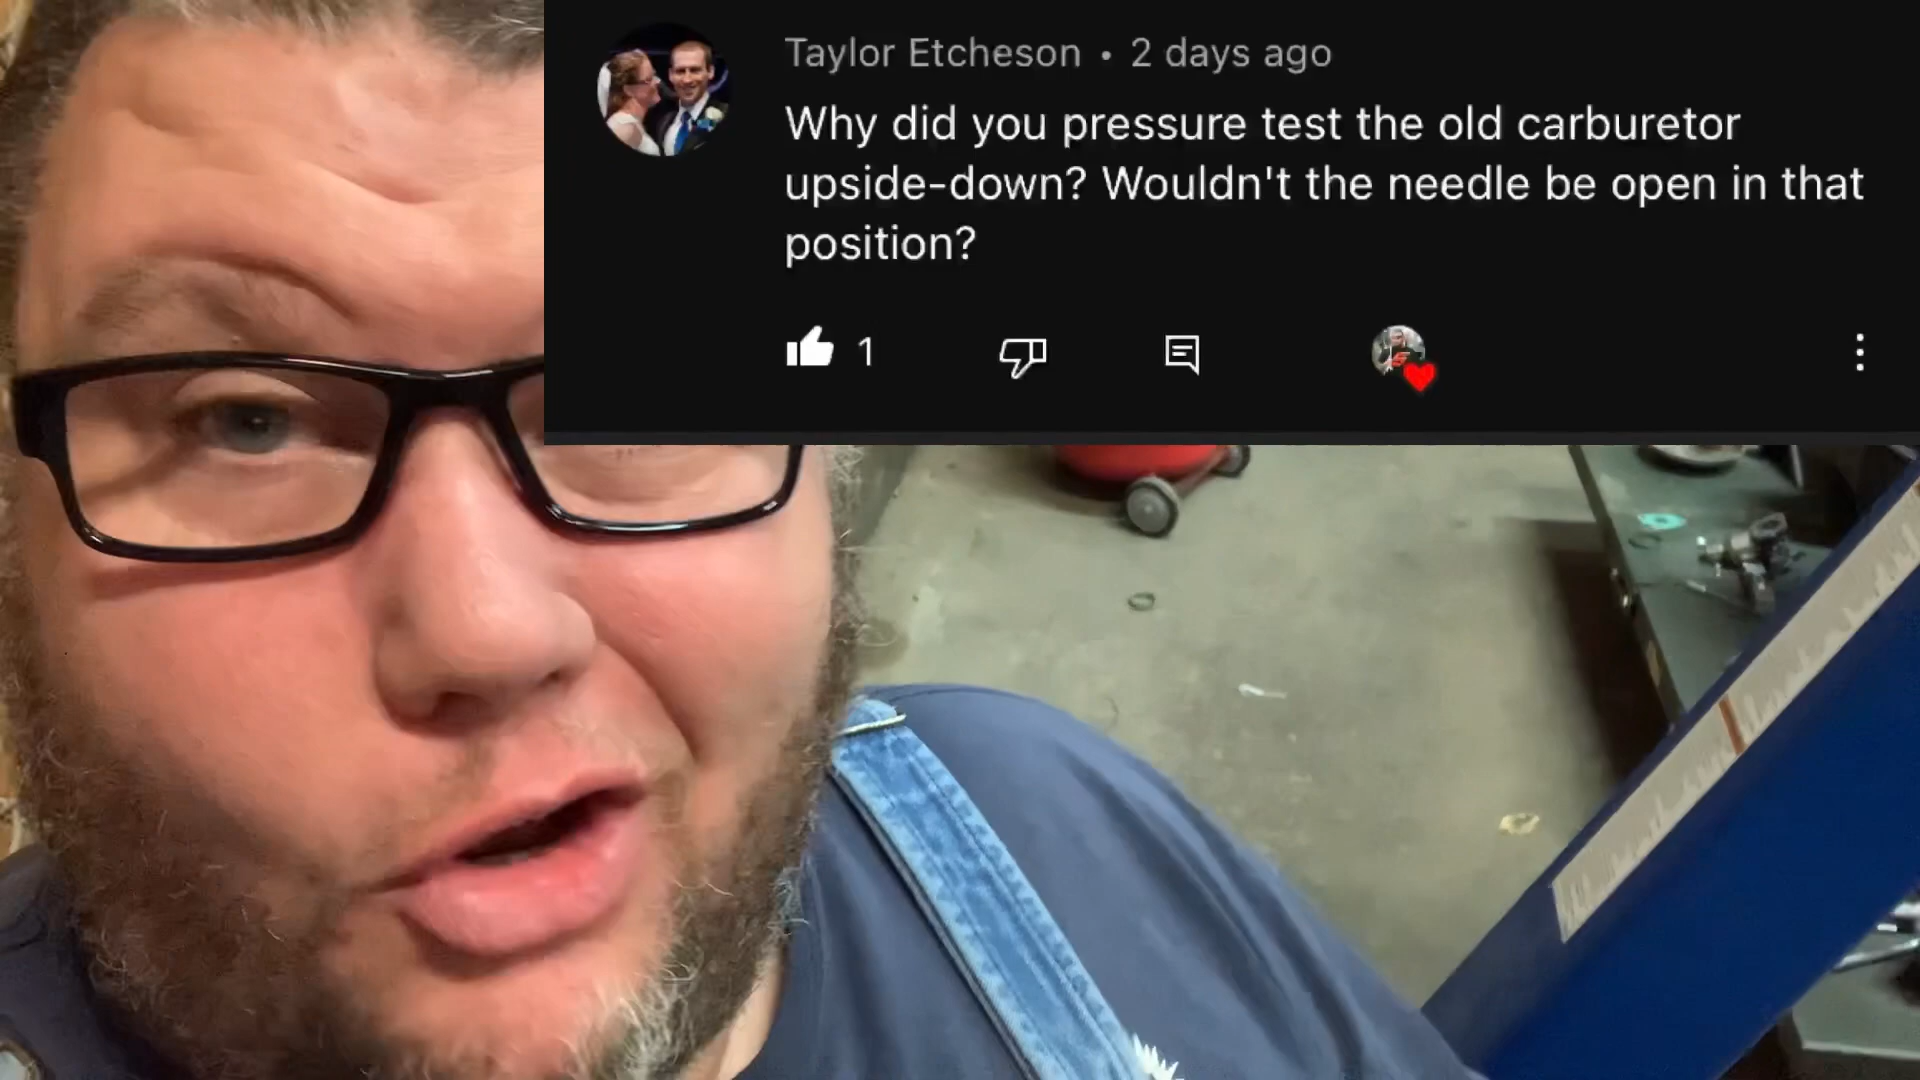 Taylor Etcheson • 2 days ago
Why did you pressure test the old carburetor
upside-down? Wouldn't the needle be open in that
position?
1